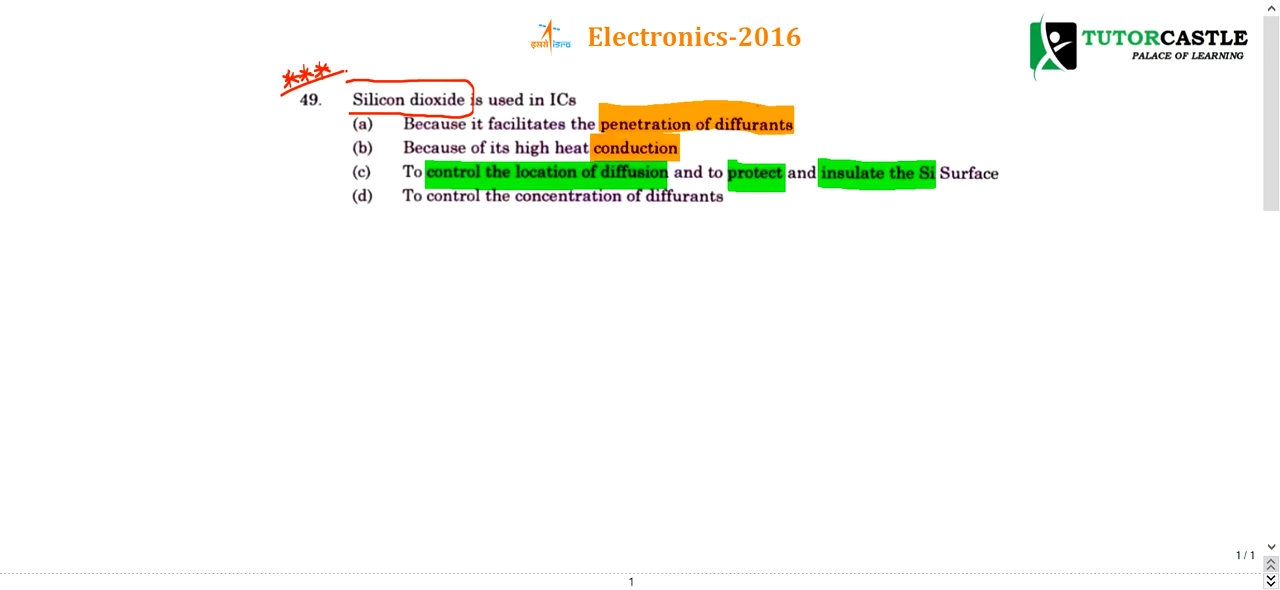 इसरो isro Electronics-2016
TUTORCASTLE
PALACE OF LEARNING
***
49. Silicon dioxide is used in ICs
(a) Because it facilitates the penetration of diffurants
(b) Because of its high heat conduction
(c) To control the location of diffusion and to protect and insulate the Si Surface
(d) To control the concentration of diffurants
1 / 1
1